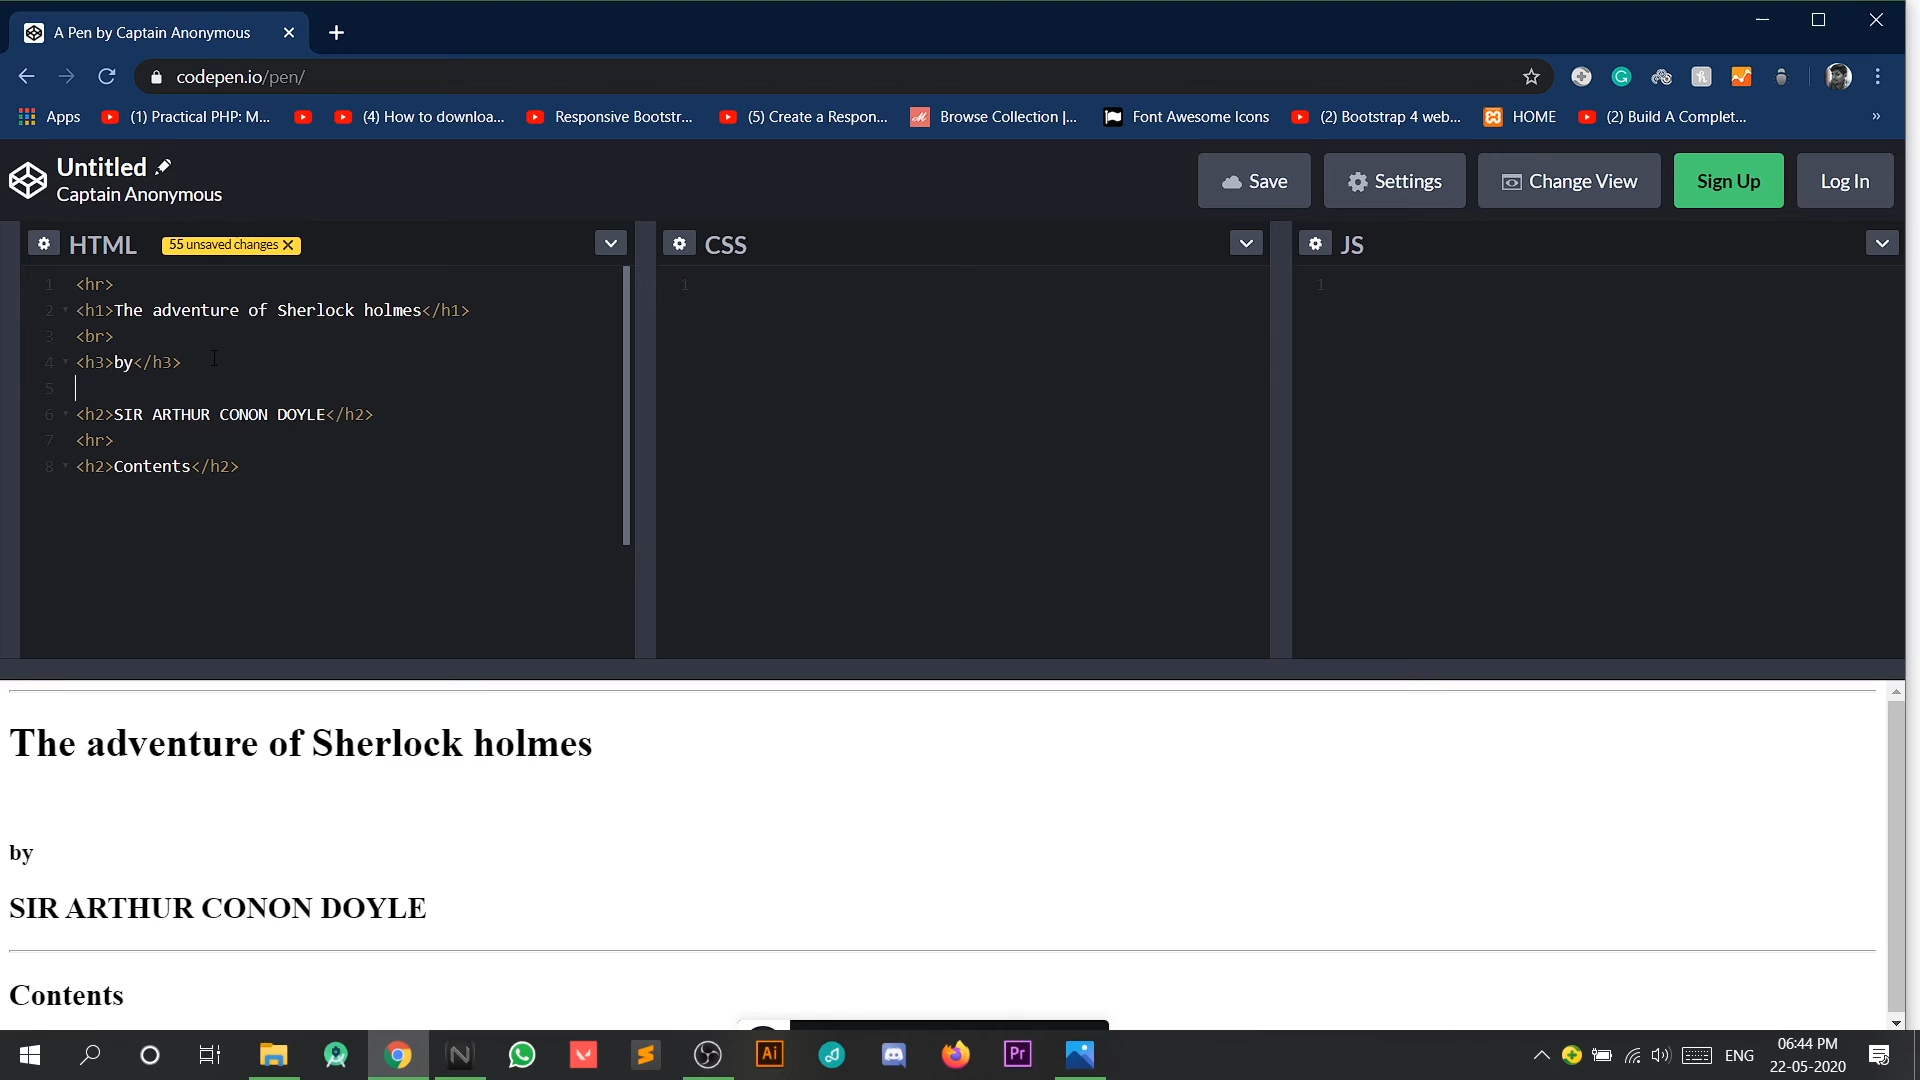 A Pen by Captain Anonymous
codepen.io/pen/
Apps (1) Practical PHP: M... (4) How to downloa... Responsive Bootstr... (5) Create a Respon... Browse Collection |... Font Awesome Icons (2) Bootstrap 4 web... HOME (2) Build A Complet... »
Untitled
Captain Anonymous
Save Settings Change View Sign Up Log In
HTML 55 unsaved changes CSS JS
1 <hr> 1 1
2 <h1>The adventure of Sherlock holmes</h1>
3 <br>
4 <h3>by</h3>
5
6 <h2>SIR ARTHUR CONON DOYLE</h2>
7 <hr>
8 <h2>Contents</h2>
The adventure of Sherlock holmes
by
SIR ARTHUR CONON DOYLE
Contents
Ai Pr ENG 06:44 PM
22-05-2020